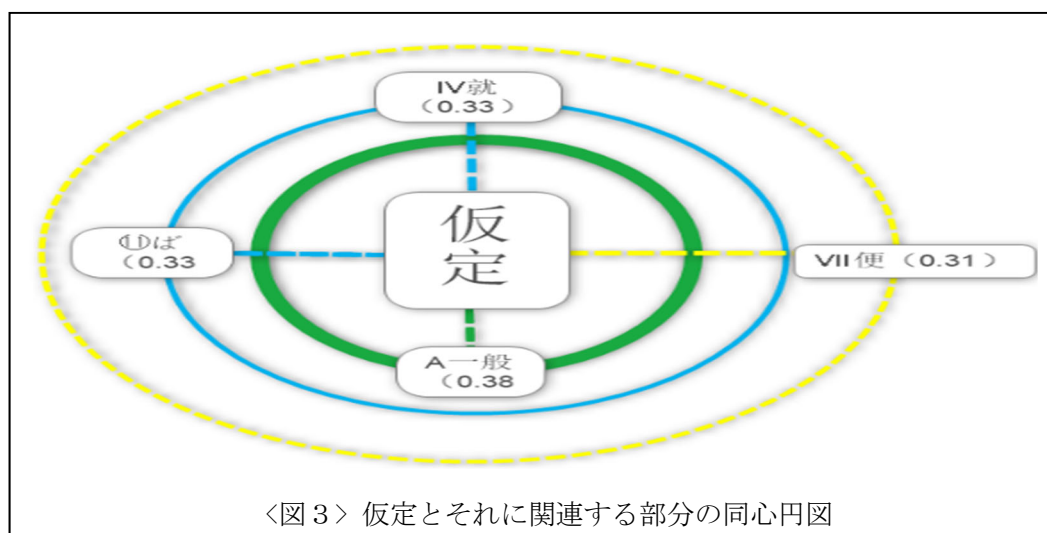 IV就
（0.33）
仮
定
⑪ば
（0.33
VII便（0.31）
A一般
（0.38
〈図３〉仮定とそれに関連する部分の同心円図